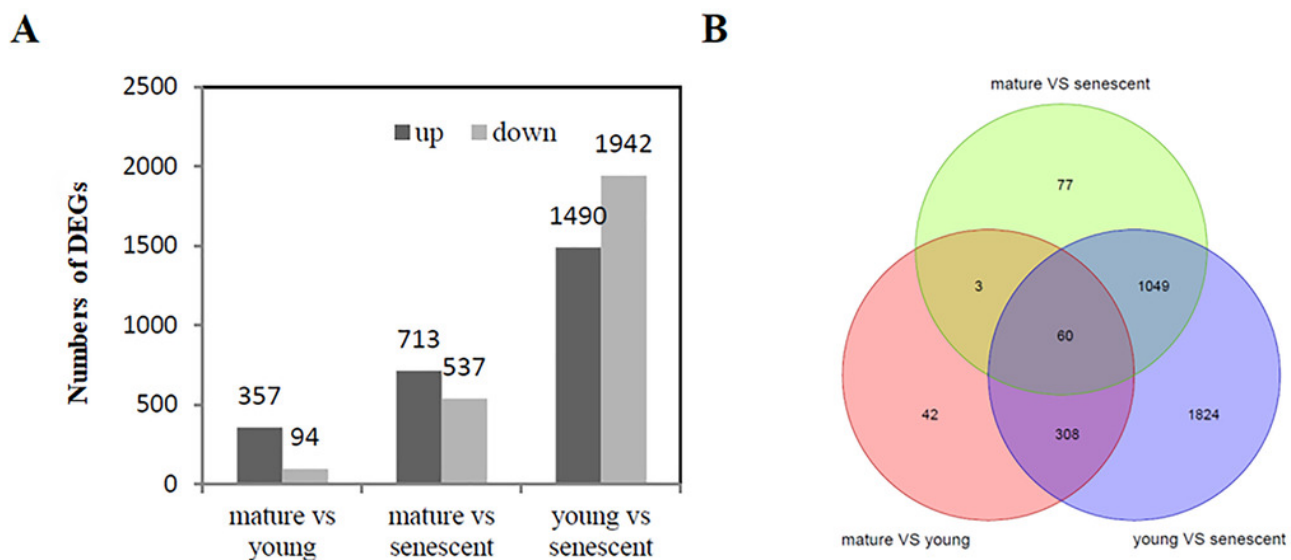 A
Numbers of DEGs
2500
2000
1500
1000
500
0
up
down
357
94
713
537
1490
1942
mature vs
young
mature vs
senescent
young vs
senescent
B
mature VS senescent
77
3
1049
60
42
308
1824
mature VS young
young VS senescent